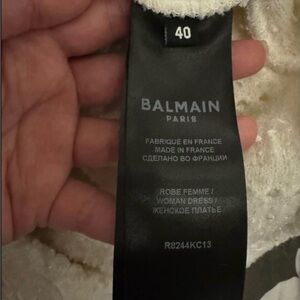 40
BALMAIN
PARIS
FABRIQUE EN FRANCE
MADE IN FRANCE
СДЕЛАНО ВО ФРАНЦИИ
ROBE FEMME /
WOMAN DRESS /
ЖЕНСКОЕ ПЛАТЬЕ
R8244KC13